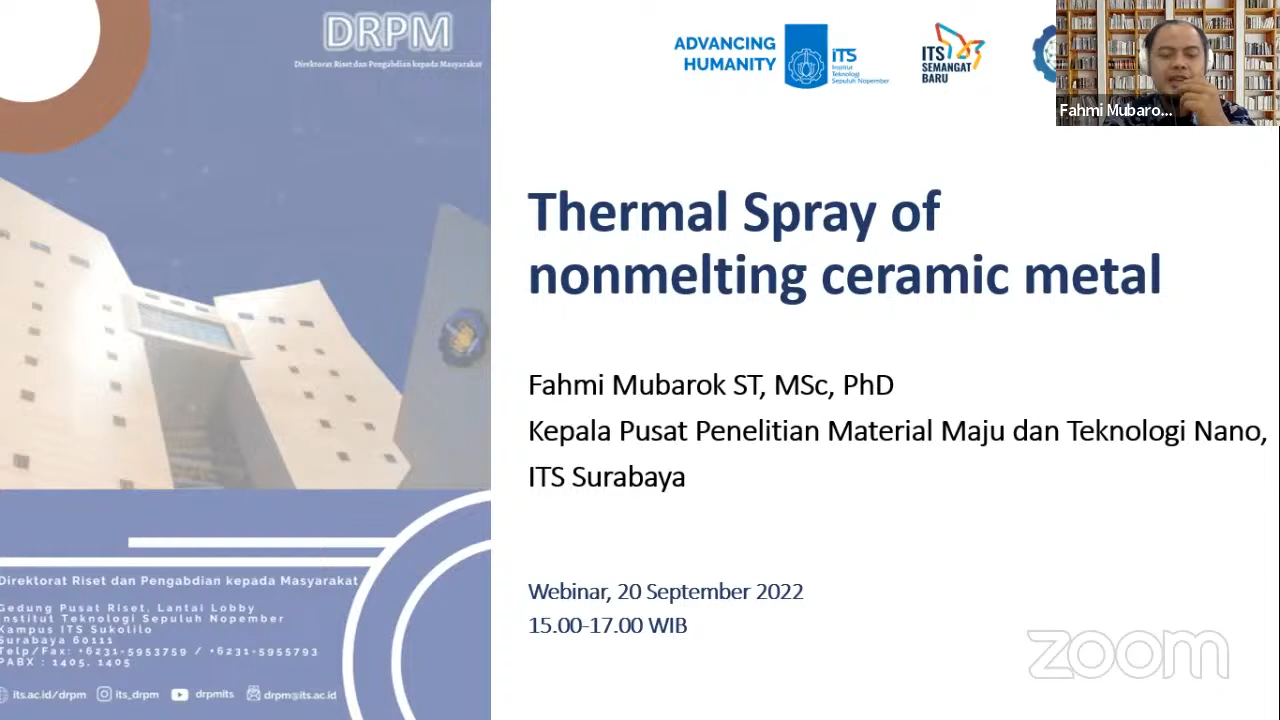 DRPM
Direktorat Riset dan Pengabdian kepada Masyarakat
ADVANCING
HUMANITY
ITS
Institut
Teknologi
Sepuluh Nopember
ITS
SEMANGAT
BARU
Fahmi Mubaro...
Thermal Spray of
nonmelting ceramic metal
Fahmi Mubarok ST, MSc, PhD
Kepala Pusat Penelitian Material Maju dan Teknologi Nano,
ITS Surabaya
Webinar, 20 September 2022
15.00-17.00 WIB
Direktorat Riset dan Pengabdian kepada Masyarakat
Gedung Pusat Riset, Lantai Lobby
Institut Teknologi Sepuluh Nopember
Kampus ITS Sukolilo
Surabaya 60111
Telp/Fax: +6231-5953759 / +6231-5955793
PABX : 1405, 1405
its.ac.id/drpm its_drpm drpmits drpm@its.ac.id
zoom